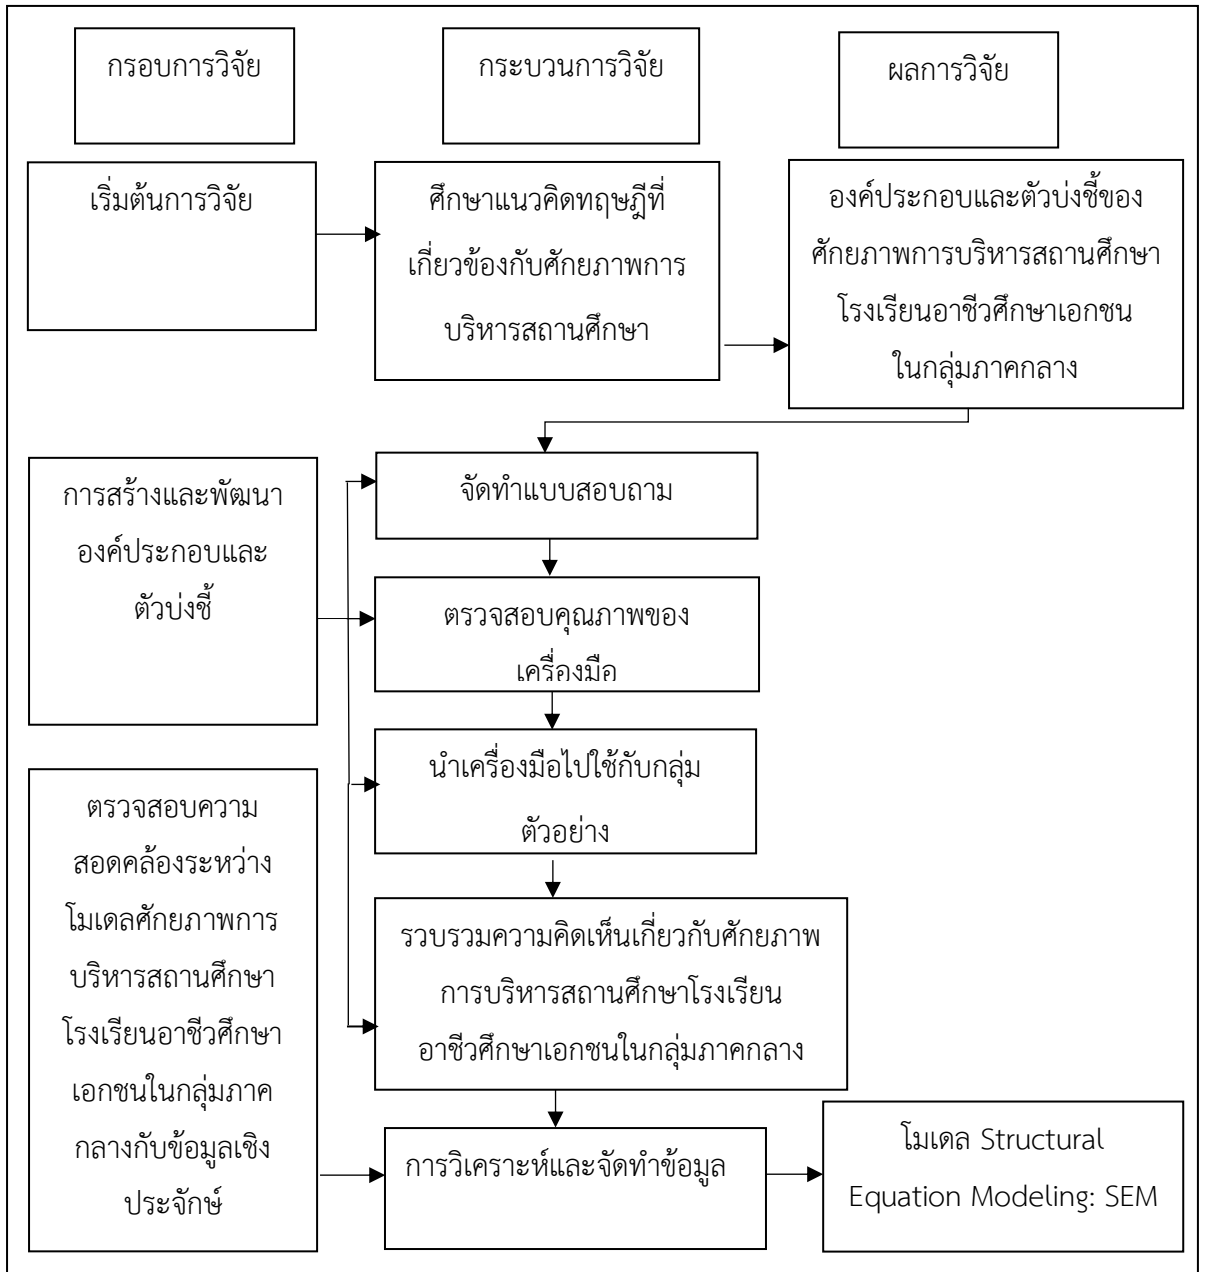 กรอบการวิจัย
กระบวนการวิจัย
ผลการวิจัย
เริ่มต้นการวิจัย
ศึกษาแนวคิดทฤษฎีที่
เกี่ยวข้องกับศักยภาพการ
บริหารสถานศึกษา
องค์ประกอบและตัวบ่งชี้ของ
ศักยภาพการบริหารสถานศึกษา
โรงเรียนอาชีวศึกษาเอกชน
ในกลุ่มภาคกลาง
การสร้างและพัฒนา
องค์ประกอบและ
ตัวบ่งชี้
จัดทำแบบสอบถาม
ตรวจสอบคุณภาพของ
เครื่องมือ
นำเครื่องมือไปใช้กับกลุ่ม
ตัวอย่าง
รวบรวมความคิดเห็นเกี่ยวกับศักยภาพ
การบริหารสถานศึกษาโรงเรียน
อาชีวศึกษาเอกชนในกลุ่มภาคกลาง
ตรวจสอบความ
สอดคล้องระหว่าง
โมเดลศักยภาพการ
บริหารสถานศึกษา
โรงเรียนอาชีวศึกษา
เอกชนในกลุ่มภาค
กลางกับข้อมูลเชิง
ประจักษ์
การวิเคราะห์และจัดทำข้อมูล
โมเดล Structural
Equation Modeling: SEM